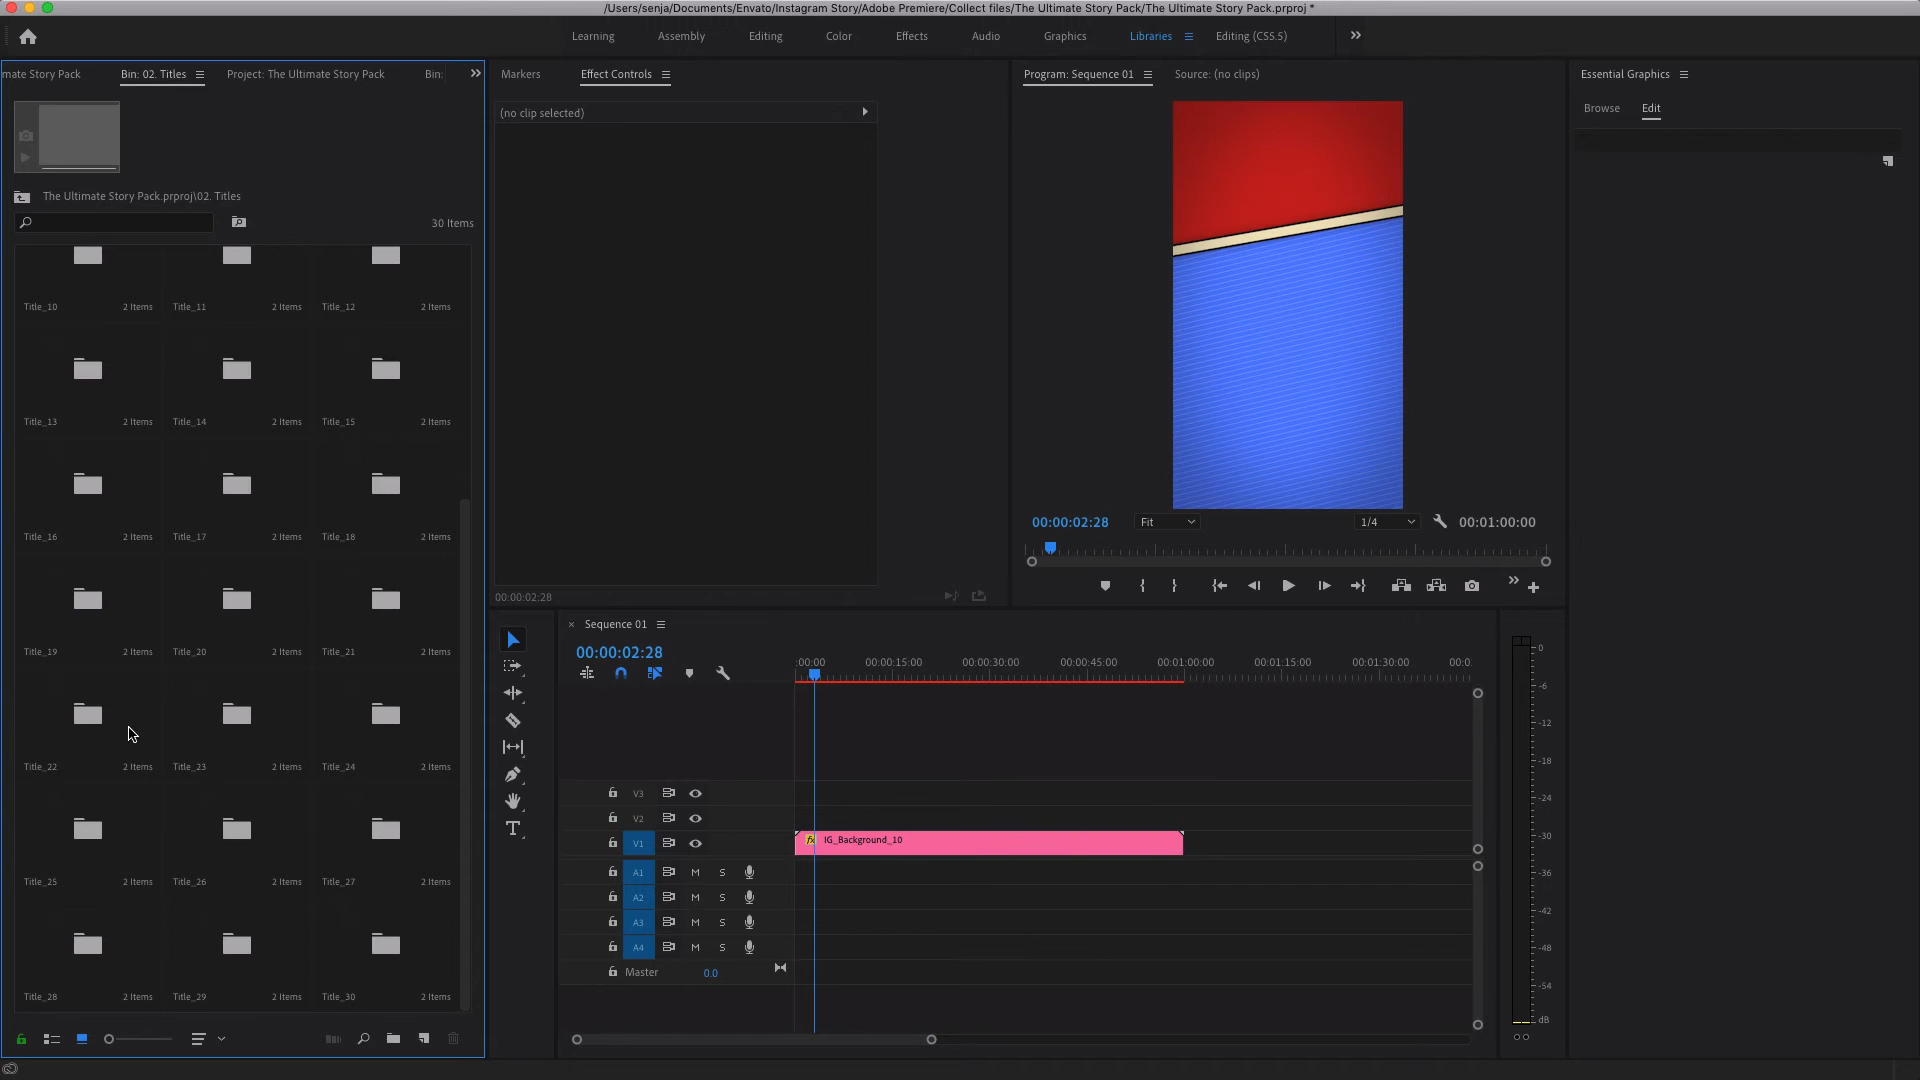 /Users/senja/Documents/Envato/Instagram Story/Adobe Premiere/Collect files/The Ultimate Story Pack/The Ultimate Story Pack.prproj *
Learning Assembly Editing Color Effects Audio Graphics Libraries Editing (CS5.5)
mate Story Pack Bin: 02. Titles Project: The Ultimate Story Pack Bin:
Markers Effect Controls
Program: Sequence 01 Source: (no clips)
Essential Graphics
Browse Edit
(no clip selected)
The Ultimate Story Pack.prproj\02. Titles
30 Items
Title_10 2 Items Title_11 2 Items Title_12 2 Items
Title_13 2 Items Title_14 2 Items Title_15 2 Items
Title_16 2 Items Title_17 2 Items Title_18 2 Items
Title_19 2 Items Title_20 2 Items Title_21 2 Items
Title_22 2 Items Title_23 2 Items Title_24 2 Items
Title_25 2 Items Title_26 2 Items Title_27 2 Items
Title_28 2 Items Title_29 2 Items Title_30 2 Items
00:00:02:28
00:00:02:28 Fit 1/4 00:01:00:00
Sequence 01
00:00:02:28
:00:00 00:00:15:00 00:00:30:00 00:00:45:00 00:01:00:00 00:01:15:00 00:01:30:00 00:0
V3
V2
V1 fx IG_Background_10
A1 M S
A2 M S
A3 M S
A4 M S
Master 0.0
0
-6
-12
-18
-24
-30
-36
-42
-48
-54
dB